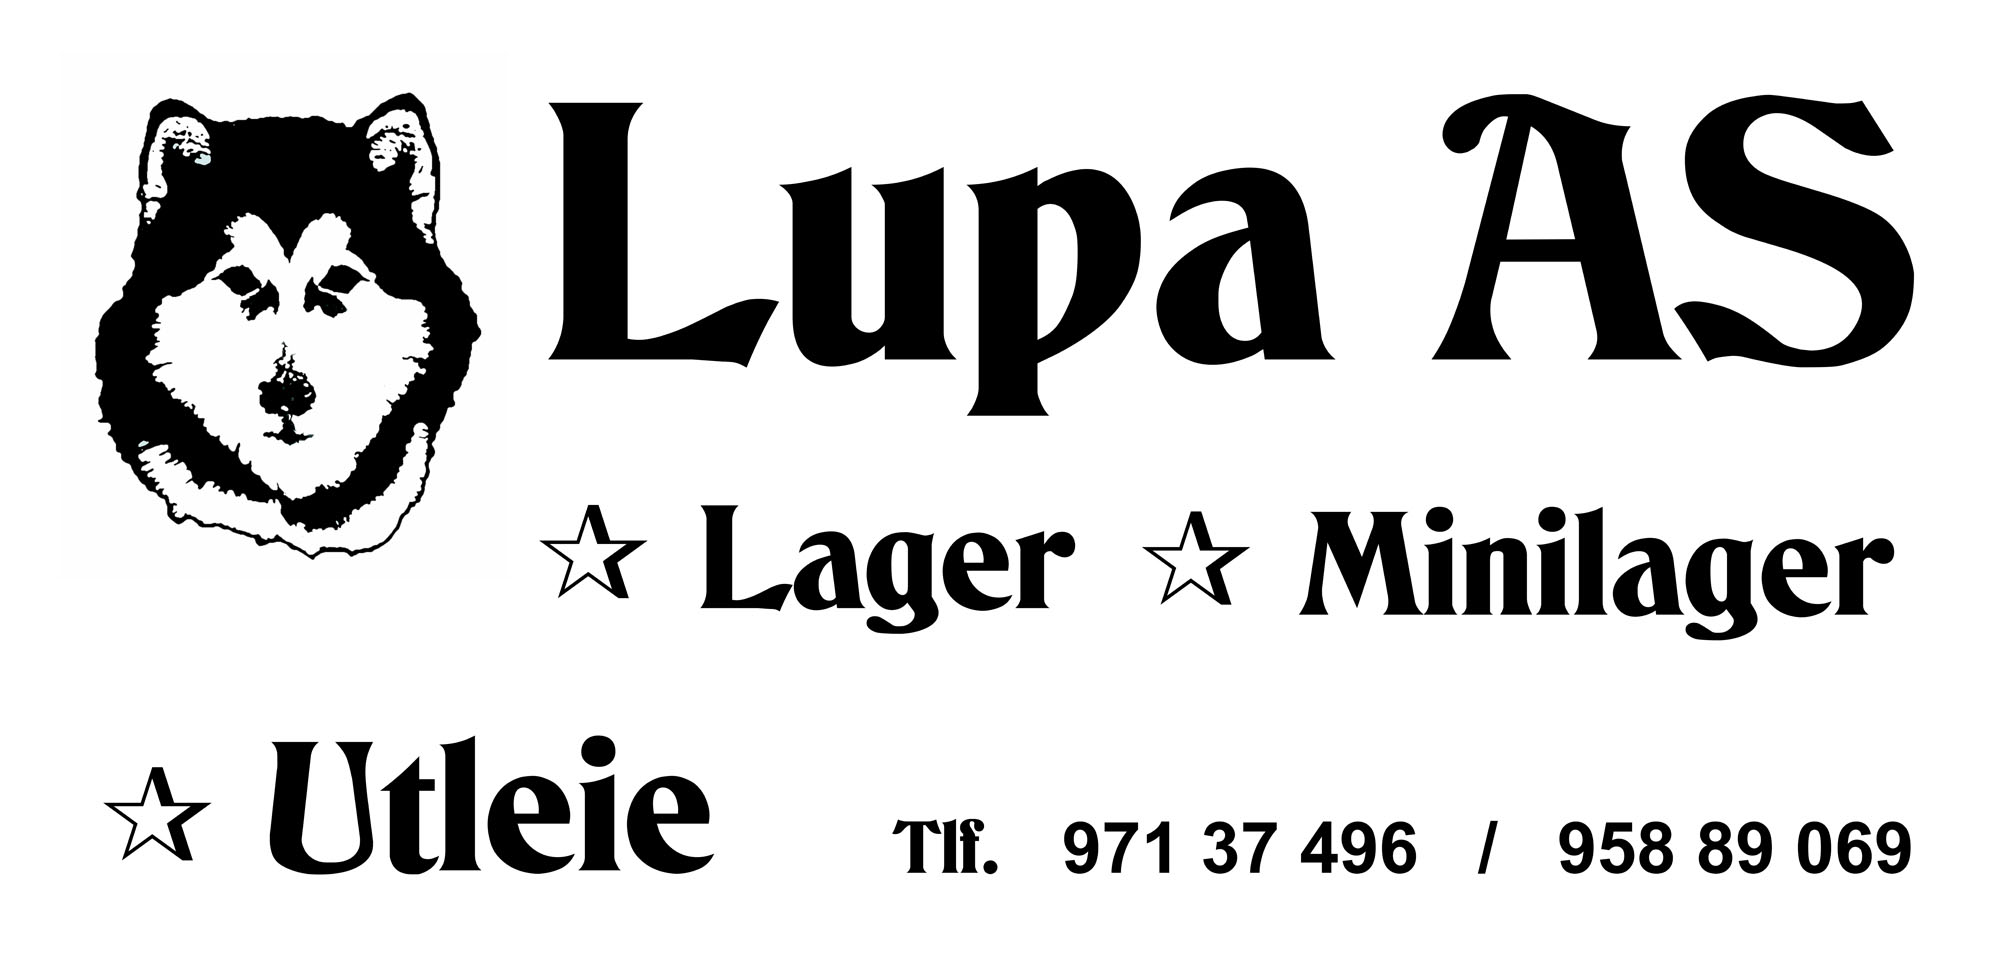 Lupa AS
☆ Lager ☆ Minilager
☆ Utleie Tlf. 971 37 496 / 958 89 069